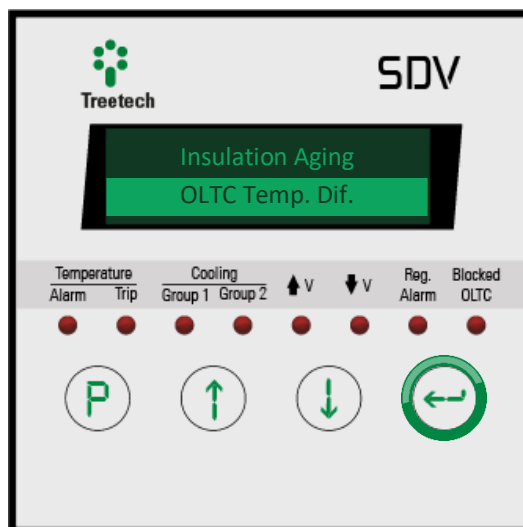 Treetech
SDV
Insulation Aging
OLTC Temp. Dif.
Temperature
Alarm Trip
Cooling
Group 1 Group 2
V
V
Reg.
Alarm
Blocked
OLTC
P